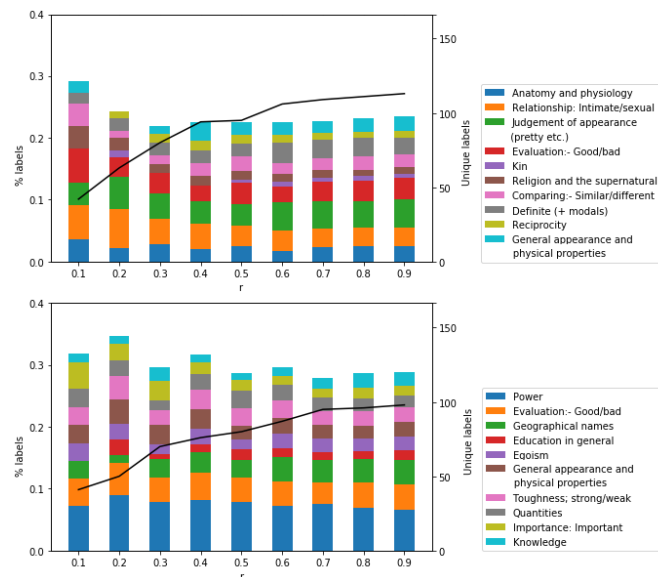 0.4
0.3
0.2
0.1
0.0
% labels
0.1 0.2 0.3 0.4 0.5 0.6 0.7 0.8 0.9
r
150
100
50
0
Unique labels
Anatomy and physiology
Relationship: Intimate/sexual
Judgement of appearance
(pretty etc.)
Evaluation:- Good/bad
Kin
Religion and the supernatural
Comparing:- Similar/different
Definite (+ modals)
Reciprocity
General appearance and
physical properties
0.4
0.3
0.2
0.1
0.0
% labels
0.1 0.2 0.3 0.4 0.5 0.6 0.7 0.8 0.9
r
150
100
50
0
Unique labels
Power
Evaluation:- Good/bad
Geographical names
Education in general
Egoism
General appearance and
physical properties
Toughness; strong/weak
Quantities
Importance: Important
Knowledge